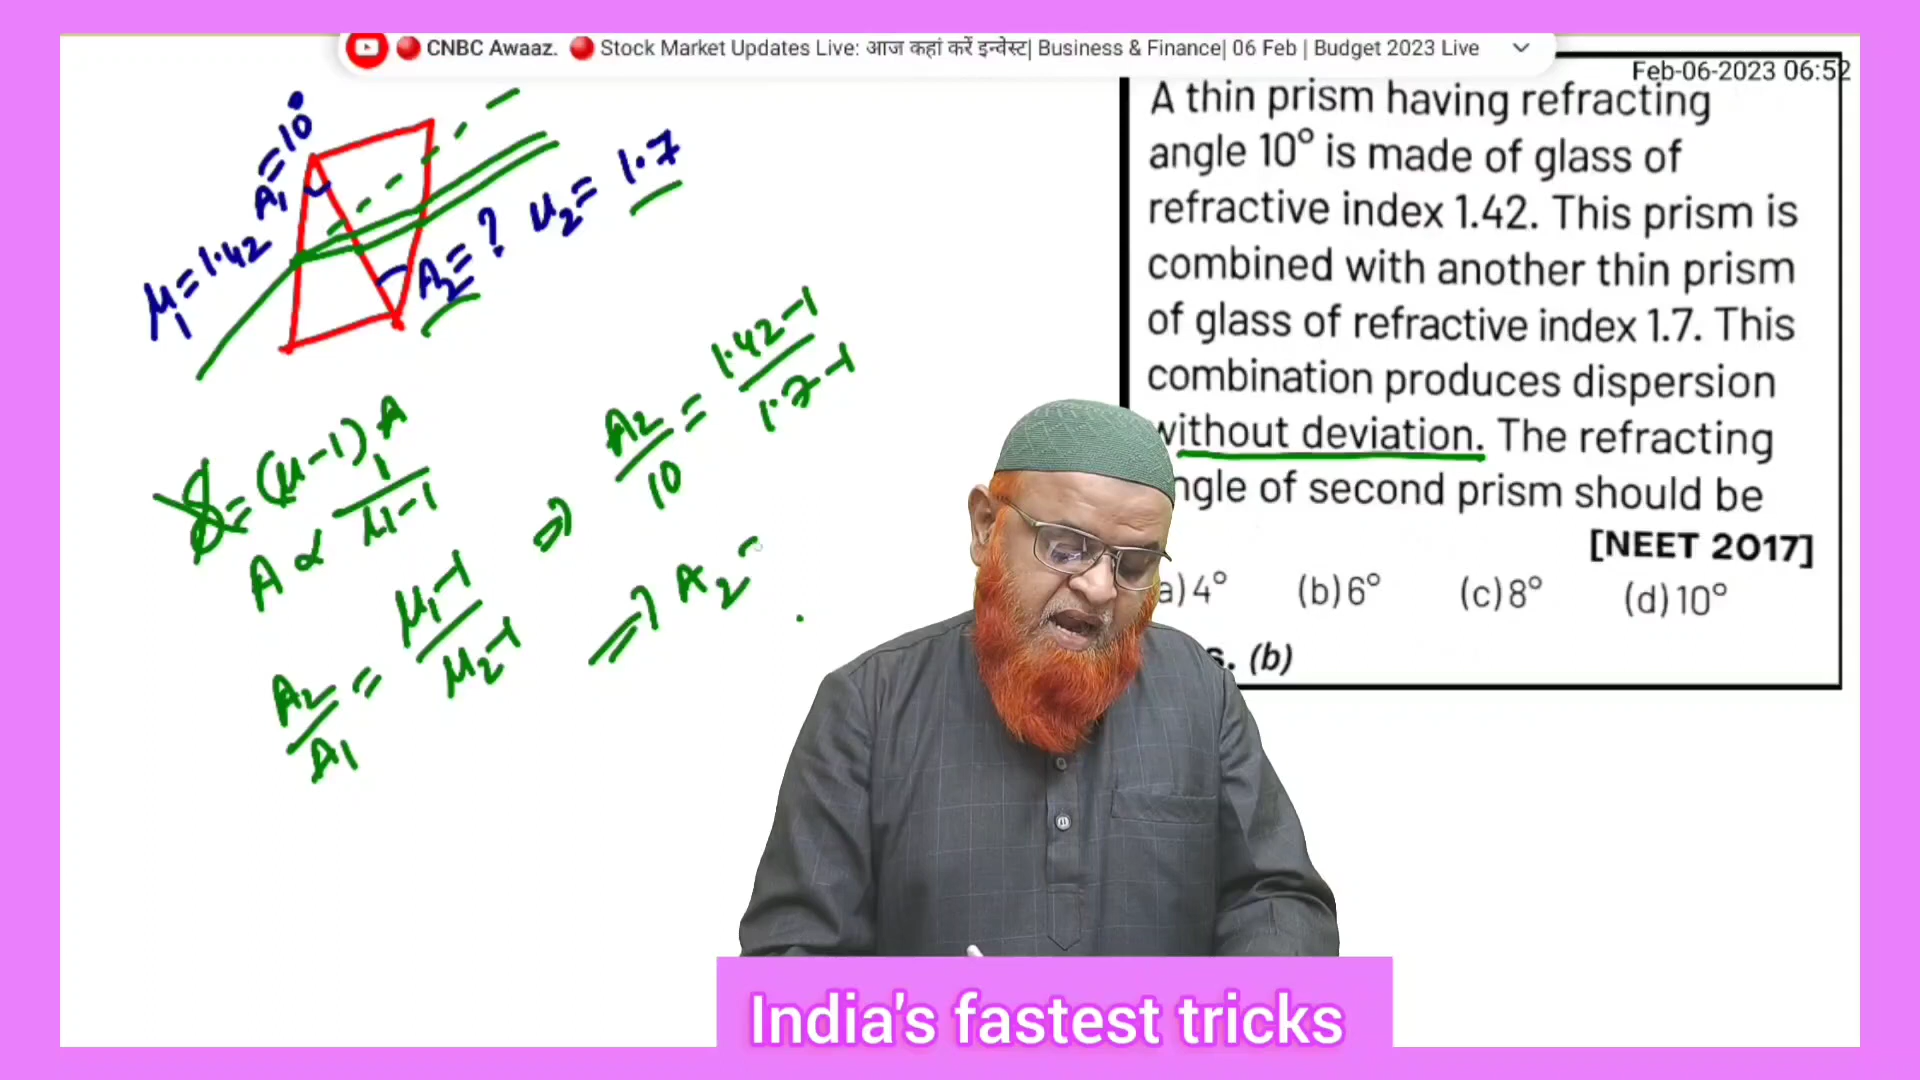 CNBC Awaaz. Stock Market Updates Live: आज कहां करें इन्वेस्ट| Business & Finance| 06 Feb | Budget 2023 Live
Feb-06-2023 06:52
A thin prism having refracting
angle 10° is made of glass of
refractive index 1.42. This prism is
combined with another thin prism
of glass of refractive index 1.7. This
combination produces dispersion
without deviation. The refracting
ngle of second prism should be
[NEET 2017]
a) 4° (b) 6° (c) 8° (d) 10°
s. (b)
A₁ = 10°
μ₁ = 1.42
A₂ = ? μ₂ = 1.7
δ = (μ-1) A
A ∝ 1/(μ-1)
A₂/A₁ = (μ₁-1)/(μ₂-1)
⇒ A₂/10 = (1.42-1)/(1.7-1)
⇒ A₂ -
India's fastest tricks